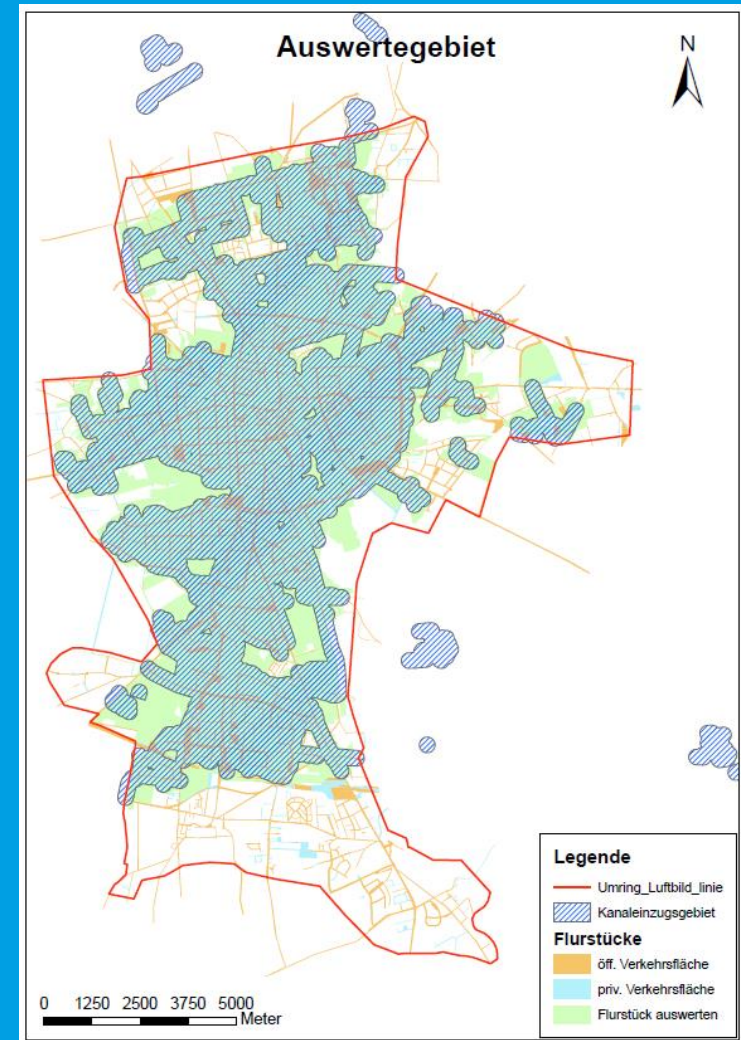 Auswertegebiet
N
Legende
Umring_Luftbild_linie
Kanaleinzugsgebiet
Flurstücke
öff. Verkehrsfläche
priv. Verkehrsfläche
Flurstück auswerten
0 1250 2500 3750 5000
Meter